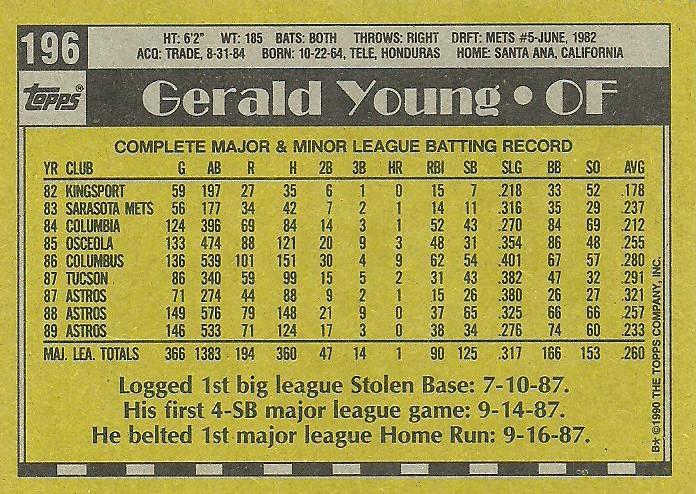 196
HT: 6'2" WT: 185 BATS: BOTH THROWS: RIGHT DRFT: METS #5-JUNE, 1982
ACQ: TRADE, 8-31-84 BORN: 10-22-64, TELE, HONDURAS HOME: SANTA ANA, CALIFORNIA
TOPPS®
Gerald Young • OF
COMPLETE MAJOR & MINOR LEAGUE BATTING RECORD
YR CLUB G AB R H 2B 3B HR RBI SB SLG BB SO AVG
82 KINGSPORT 59 197 27 35 6 1 0 15 7 .218 33 52 .178
83 SARASOTA METS 56 177 34 42 7 2 1 14 11 .316 35 29 .237
84 COLUMBIA 124 396 69 84 14 3 1 52 43 .270 84 69 .212
85 OSCEOLA 133 474 88 121 20 9 3 48 31 .354 86 48 .255
86 COLUMBUS 136 539 101 151 30 4 9 62 54 .401 67 57 .280
87 TUCSON 86 340 59 99 15 5 2 31 43 .382 47 32 .291
87 ASTROS 71 274 44 88 9 2 1 15 26 .380 26 27 .321
88 ASTROS 149 576 79 148 21 9 0 37 65 .325 66 66 .257
89 ASTROS 146 533 71 124 17 3 0 38 34 .276 74 60 .233
MAJ. LEA. TOTALS 366 1383 194 360 47 14 1 90 125 .317 166 153 .260
Logged 1st big league Stolen Base: 7-10-87.
His first 4-SB major league game: 9-14-87.
He belted 1st major league Home Run: 9-16-87.
B* ©1990 THE TOPPS COMPANY, INC.